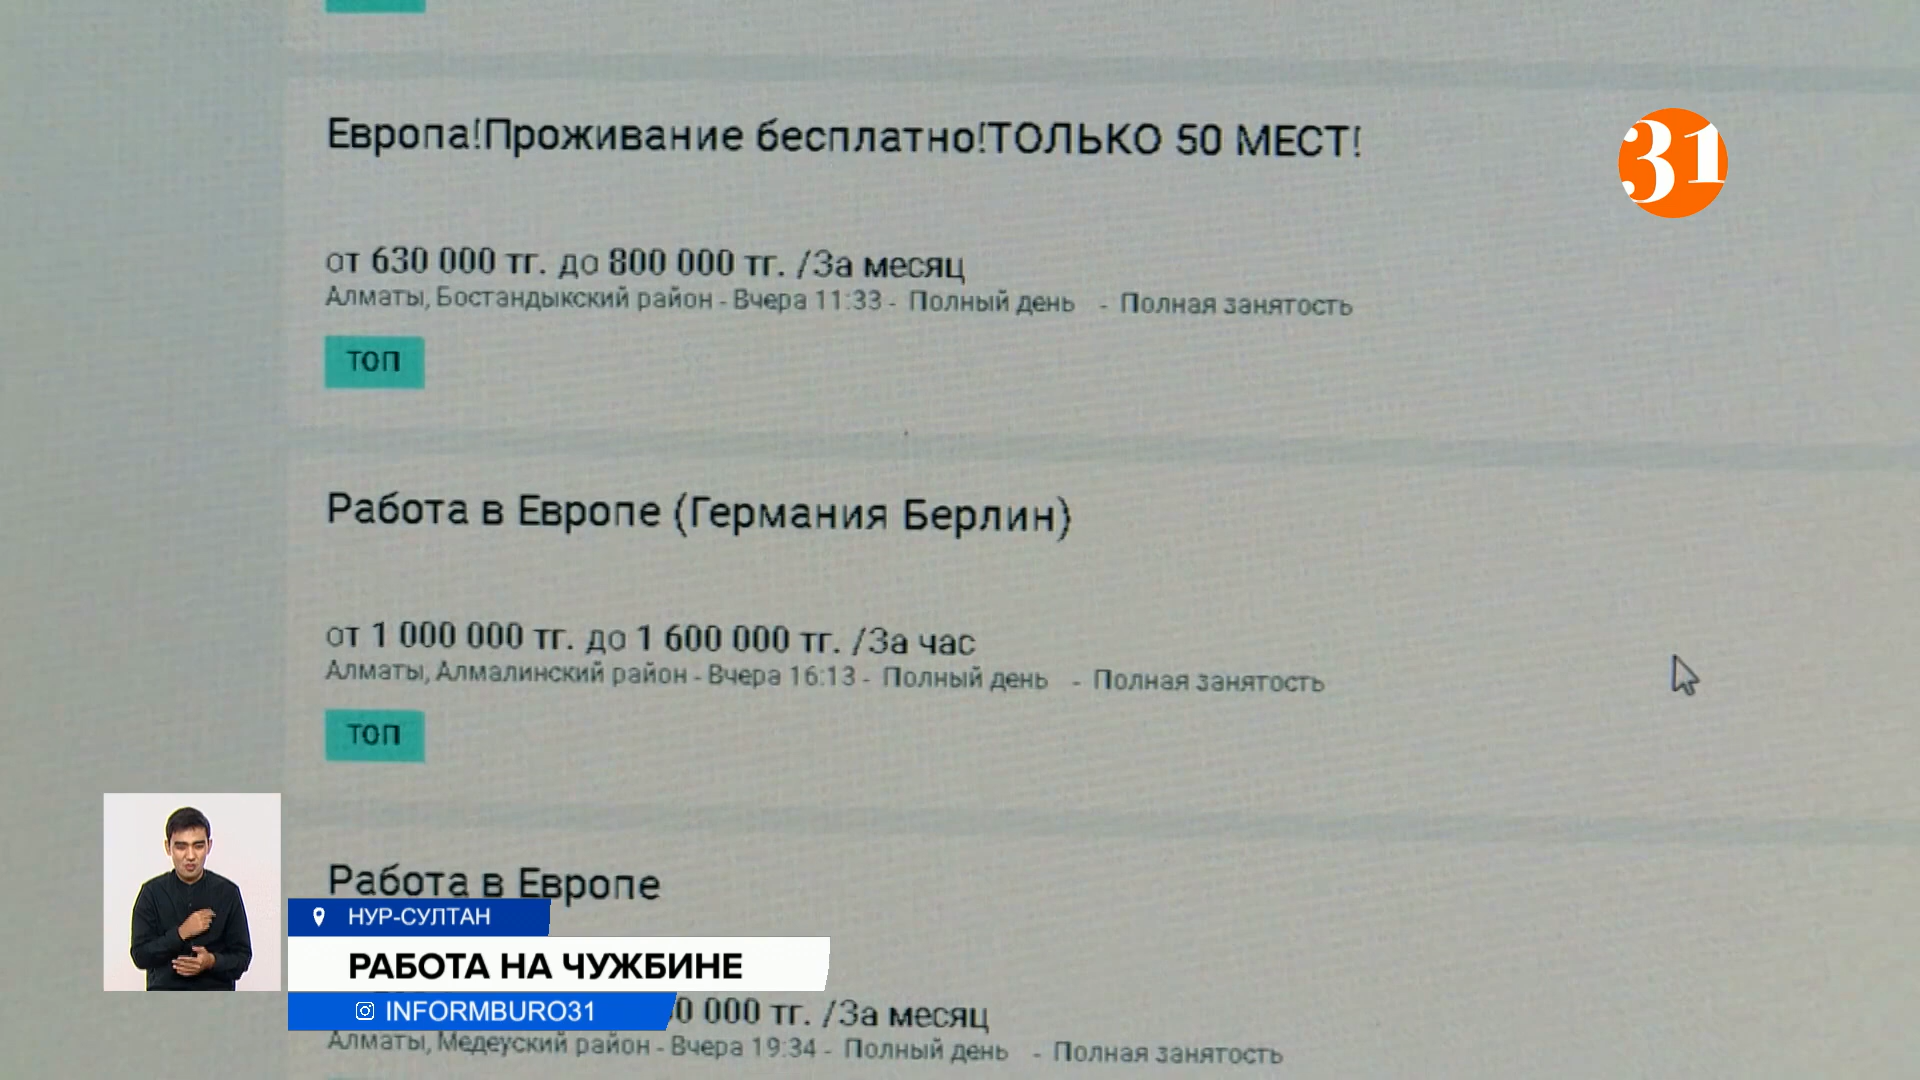 Европа!Проживание бесплатно!ТОЛЬКО 50 МЕСТ!
31
от 630 000 тг. до 800 000 тг. /За месяц
Алматы, Бостандыкский район - Вчера 11:33 - Полный день - Полная занятость
ТОП
Работа в Европе (Германия Берлин)
от 1 000 000 тг. до 1 600 000 тг. /За час
Алматы, Алмалинский район - Вчера 16:13 - Полный день - Полная занятость
ТОП
Работа в Европе
НУР-СУЛТАН
РАБОТА НА ЧУЖБИНЕ
INFORMBURO31
000 тг. /За месяц
Алматы, Медеуский район - Вчера 19:34 - Полный день - Полная занятость